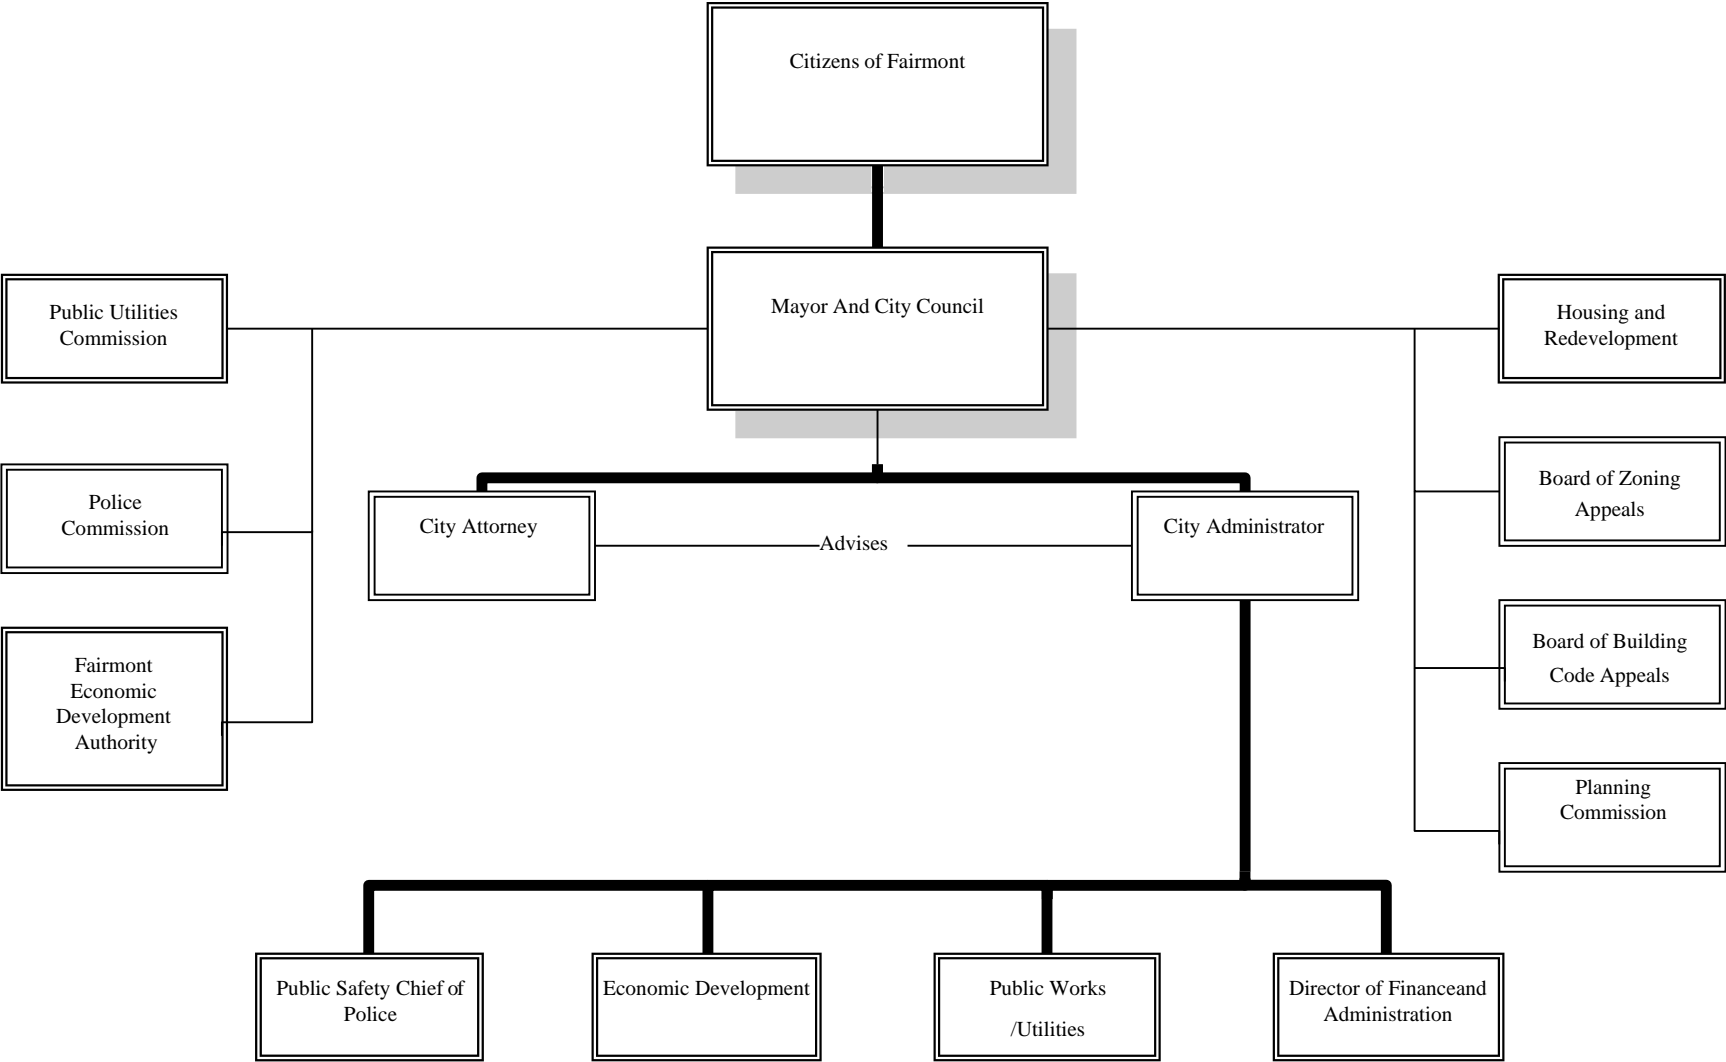 Citizens of Fairmont
Mayor And City Council
Public Utilities
Commission
Police
Commission
Fairmont
Economic
Development
Authority
Housing and
Redevelopment
Board of Zoning
Appeals
Board of Building
Code Appeals
Planning
Commission
City Attorney
Advises
City Administrator
Public Safety Chief of
Police
Economic Development
Public Works
/Utilities
Director of Financeand
Administration